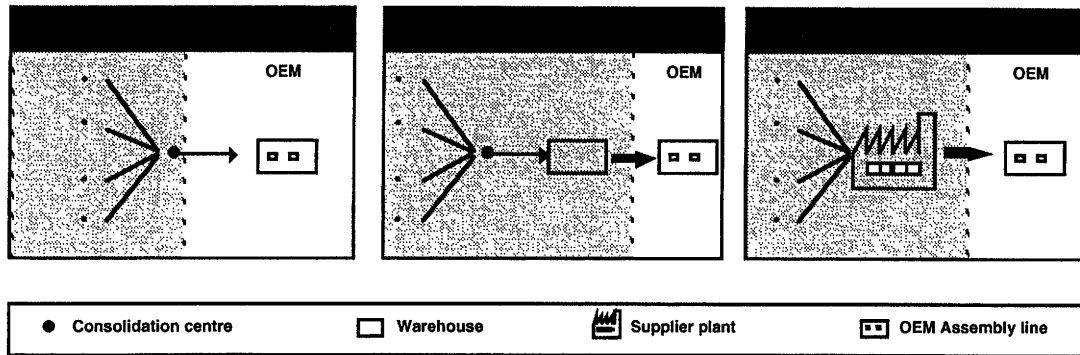 OEM
OEM
OEM
Consolidation centre
Warehouse
Supplier plant
OEM Assembly line